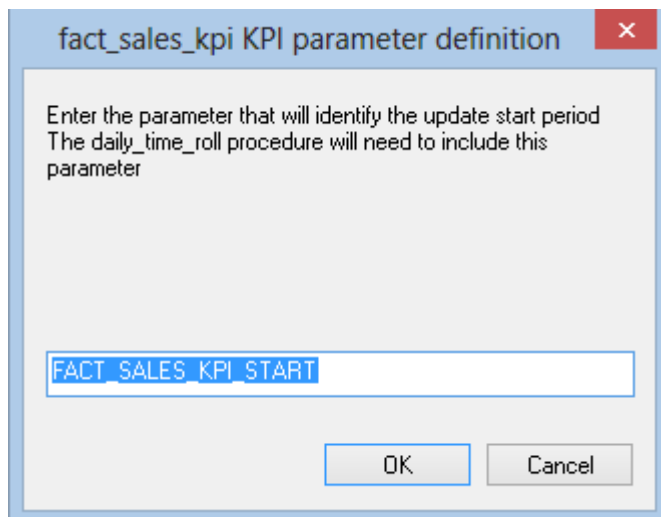 fact_sales_kpi KPI parameter definition
Enter the parameter that will identify the update start period
The daily_time_roll procedure will need to include this
parameter
FACT_SALES_KPI_START
OK Cancel